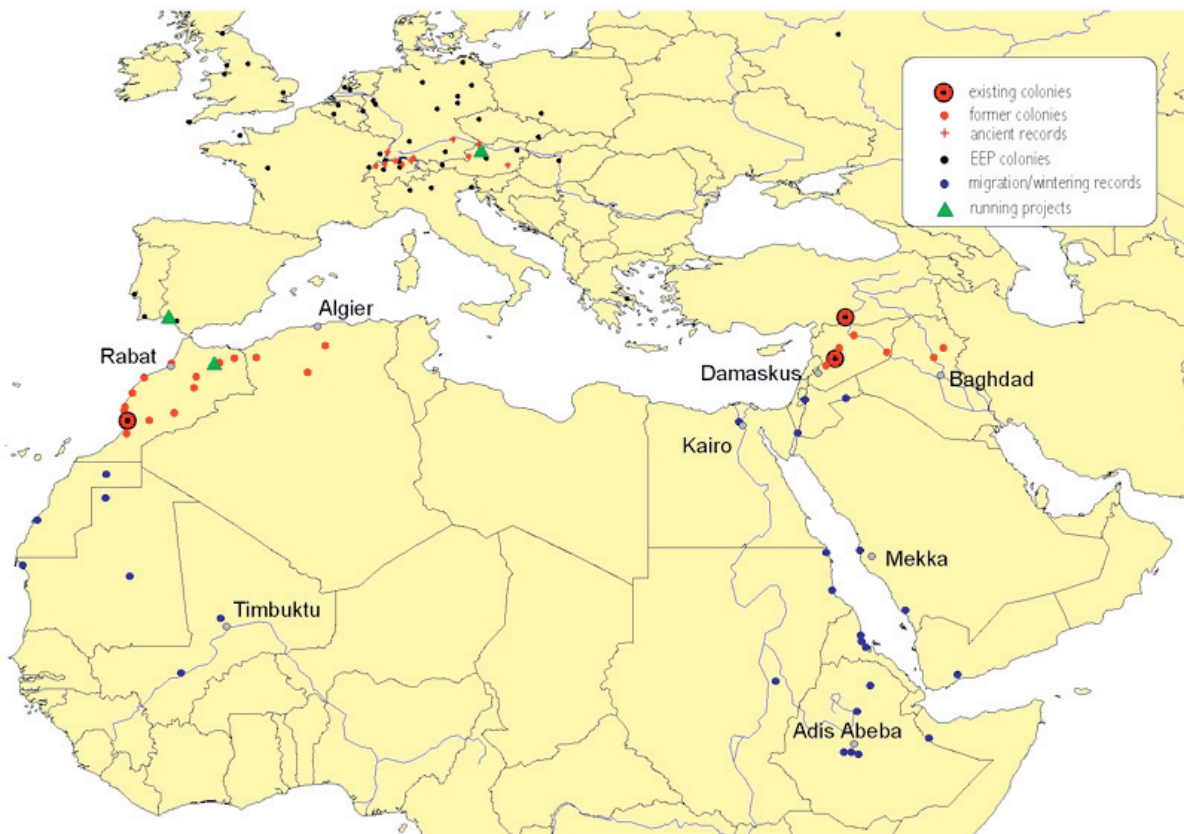 existing colonies
former colonies
ancient records
EEP colonies
migration/wintering records
running projects
Algier
Rabat
Damaskus
Baghdad
Kairo
Mekka
Timbuktu
Adis Abeba